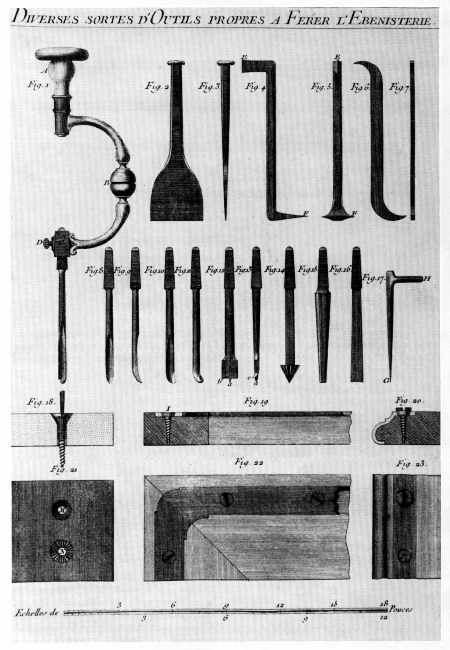 DIVERSES SORTES D'OUTILS PROPRES A FERER L'EBENISTERIE.
A
Fig. 1
Fig. 2
Fig. 3
E
Fig. 4
F
E
Fig. 5
F
Fig. 6
Fig. 7
B
D
Fig. 8
Fig. 9
Fig. 10
Fig. 11
Fig. 12
Fig. 13
Fig. 14
Fig. 15
Fig. 16
Fig. 17
H
G
Fig. 18.
I
Fig. 19
Fig. 20.
Fig. 21
Fig. 22
Fig. 23.
Echelles de
3 6 9 12 15 18 Pouces
3 6 9 12